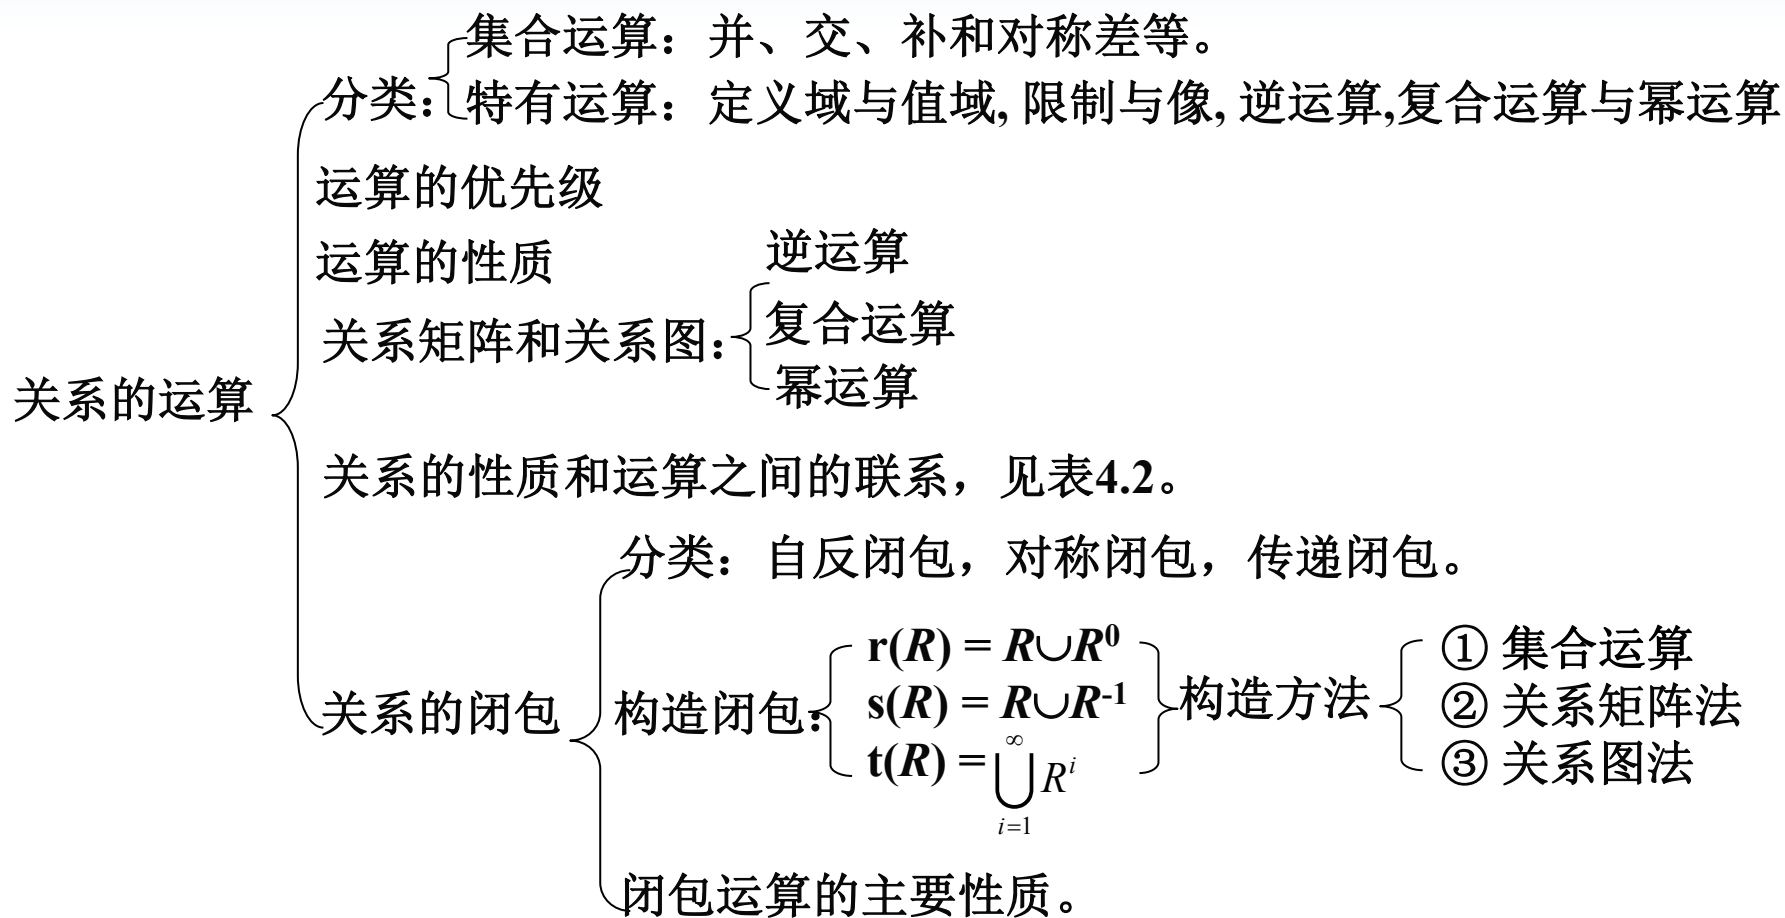 集合运算：并、交、补和对称差等。
分类：
特有运算：定义域与值域, 限制与像, 逆运算,复合运算与幂运算
运算的优先级
运算的性质
关系矩阵和关系图：
逆运算
复合运算
幂运算
关系的运算
关系的性质和运算之间的联系，见表4.2。
关系的闭包
分类：自反闭包，对称闭包，传递闭包。
构造闭包：
r(R) = R∪R⁰
s(R) = R∪R⁻¹
t(R) = ⋃_{i=1}^{∞} Rⁱ
构造方法
① 集合运算
② 关系矩阵法
③ 关系图法
闭包运算的主要性质。